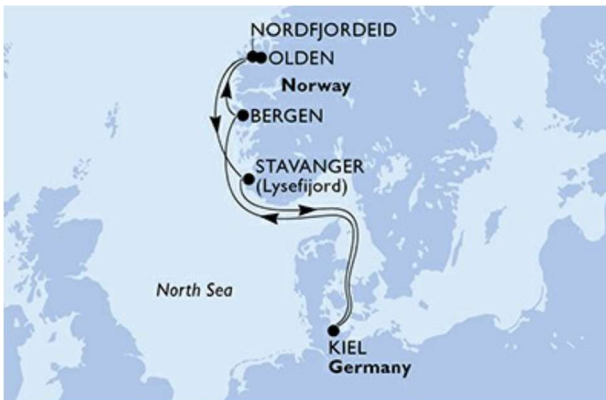 NORDFJORDEID
OLDEN
Norway
BERGEN
STAVANGER
(Lysefijord)
North Sea
KIEL
Germany